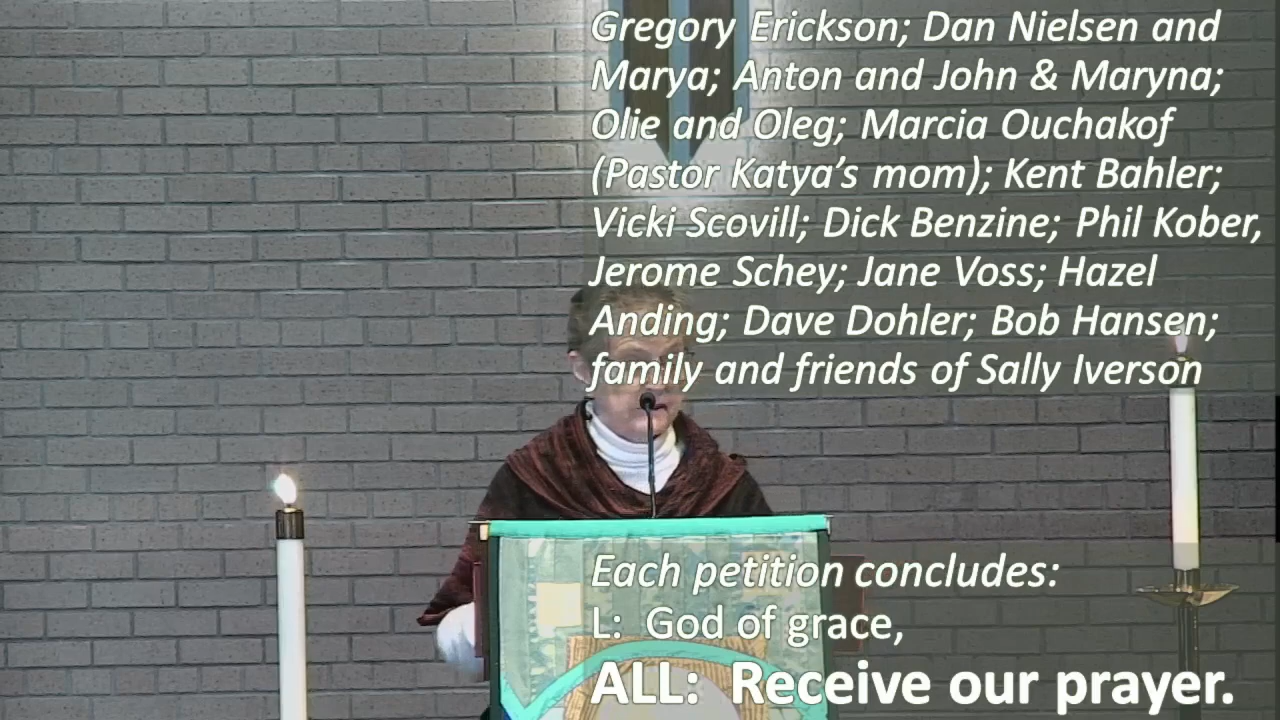 Gregory Erickson; Dan Nielsen and
Marya; Anton and John & Maryna;
Olie and Oleg; Marcia Ouchakof
(Pastor Katya's mom); Kent Bahler;
Vicki Scovill; Dick Benzine; Phil Kober,
Jerome Schey; Jane Voss; Hazel
Anding; Dave Dohler; Bob Hansen;
family and friends of Sally Iverson
Each petition concludes:
L: God of grace,
ALL: Receive our prayer.